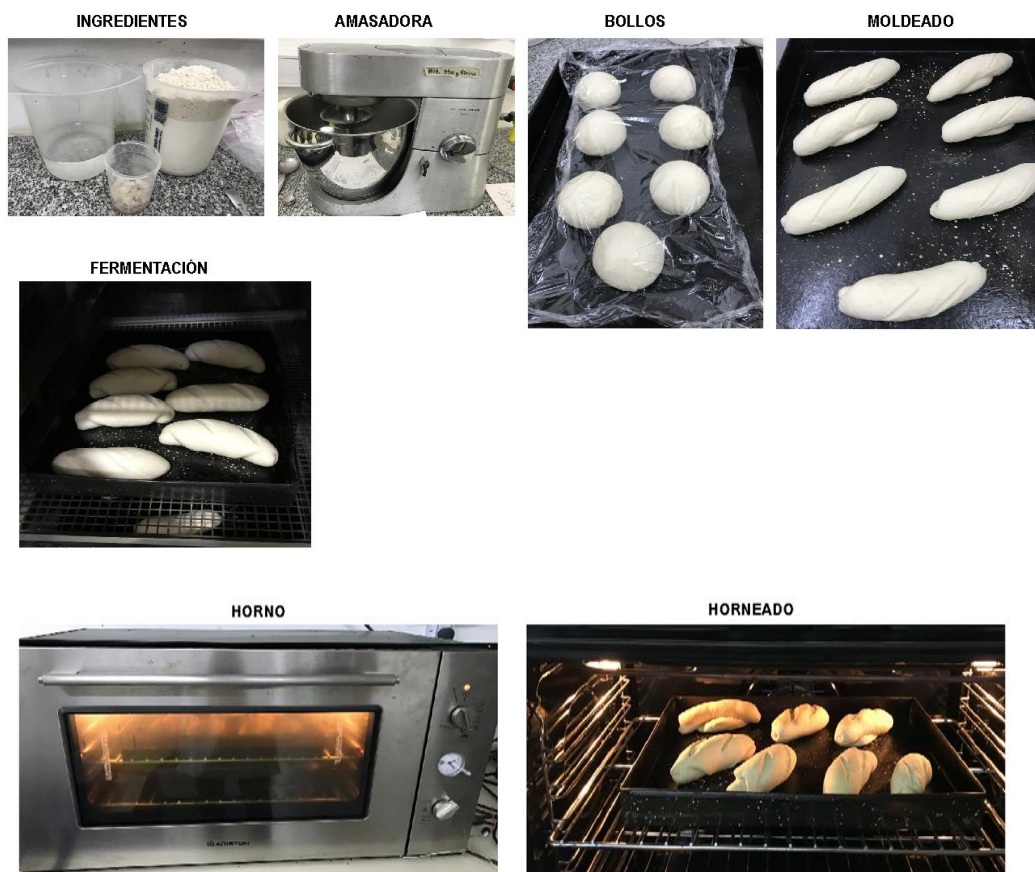 INGREDIENTES
AMASADORA
BOLLOS
MOLDEADO
FERMENTACIÓN
HORNO
HORNEADO